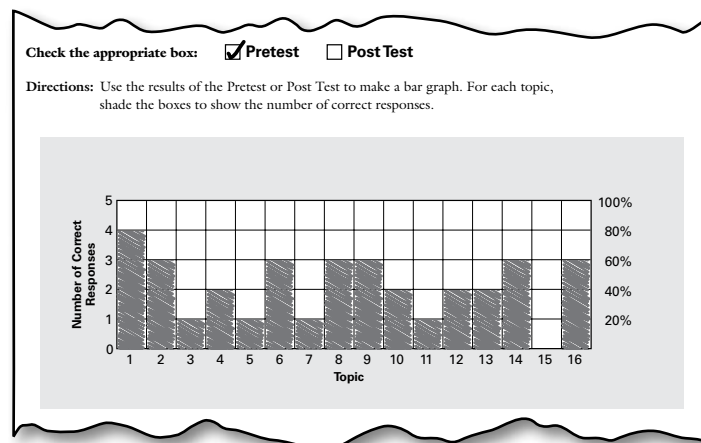 Check the appropriate box: Pretest Post Test
Directions: Use the results of the Pretest or Post Test to make a bar graph. For each topic,
shade the boxes to show the number of correct responses.
Number of Correct
Responses
5 100%
4 80%
3 60%
2 40%
1 20%
0
1 2 3 4 5 6 7 8 9 10 11 12 13 14 15 16
Topic